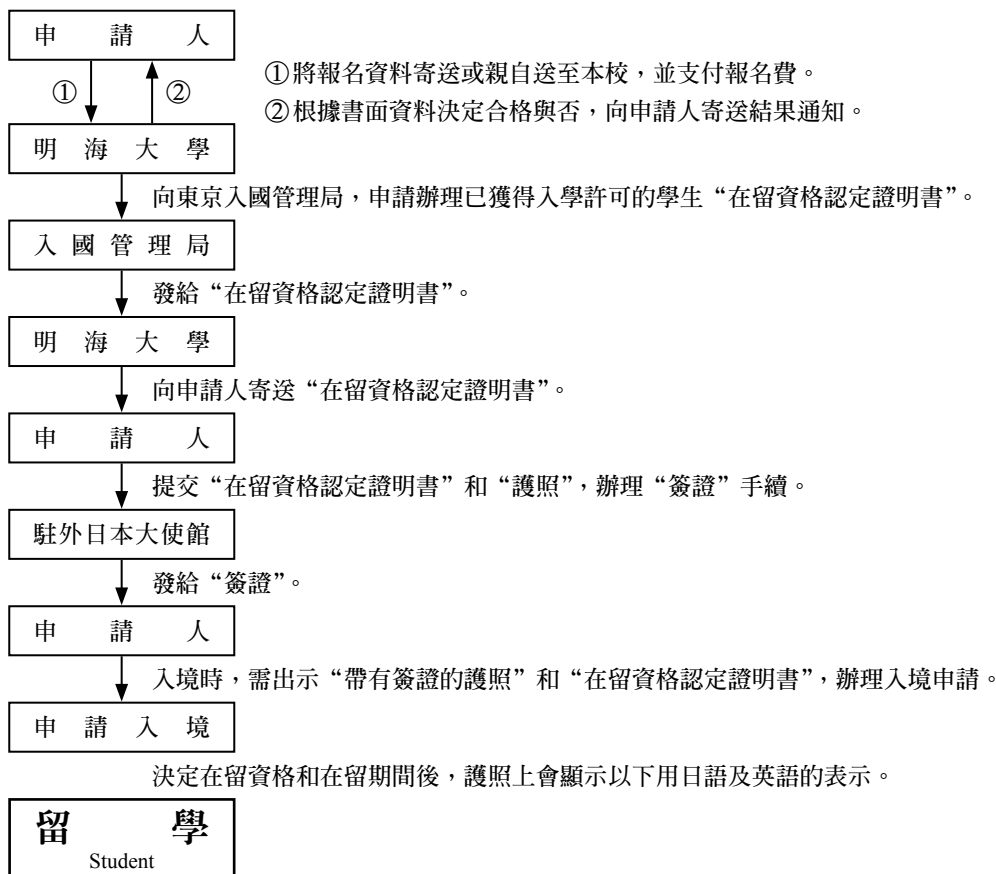 申請人
①將報名資料寄送或親自送至本校，並支付報名費。
① ②
②根據書面資料決定合格與否，向申請人寄送結果通知。
明海大學
向東京入國管理局，申請辦理已獲得入學許可的學生“在留資格認定證明書”。
入國管理局
發給“在留資格認定證明書”。
明海大學
向申請人寄送“在留資格認定證明書”。
申請人
提交“在留資格認定證明書”和“護照”，辦理“簽證”手續。
駐外日本大使館
發給“簽證”。
申請人
入境時，需出示“帶有簽證的護照”和“在留資格認定證明書”，辦理入境申請。
申請入境
決定在留資格和在留期間後，護照上會顯示以下用日語及英語的表示。
留學
Student